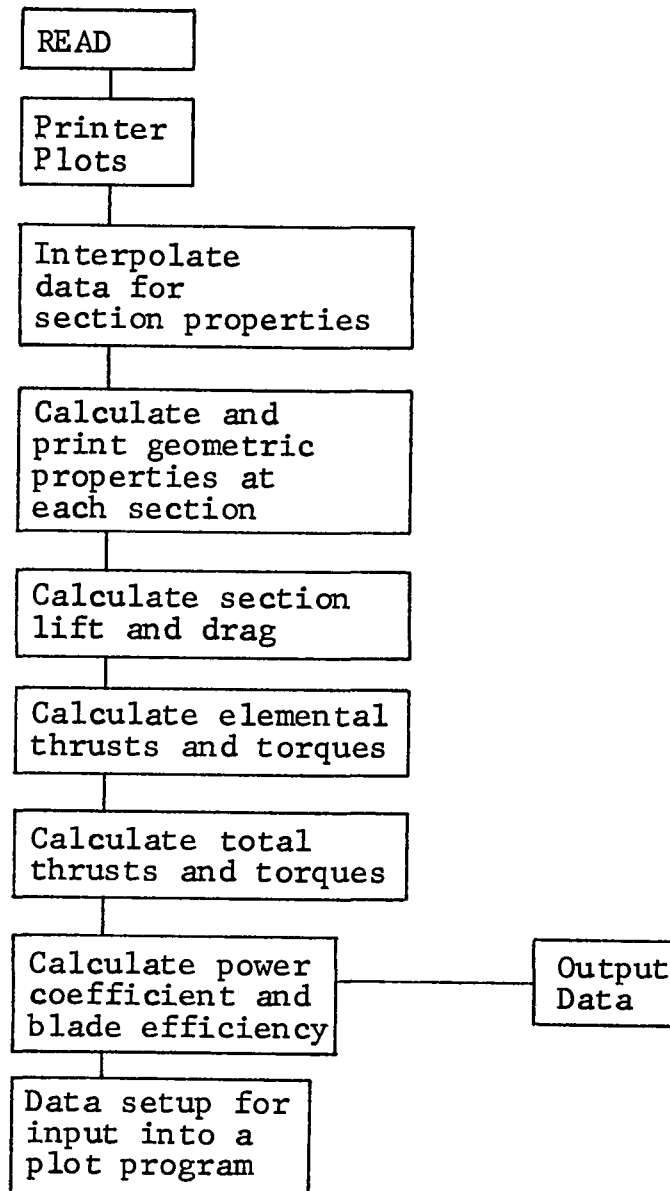 READ
Printer
Plots
Interpolate
data for
section properties
Calculate and
print geometric
properties at
each section
Calculate section
lift and drag
Calculate elemental
thrusts and torques
Calculate total
thrusts and torques
Calculate power
coefficient and
blade efficiency
Output
Data
Data setup for
input into a
plot program